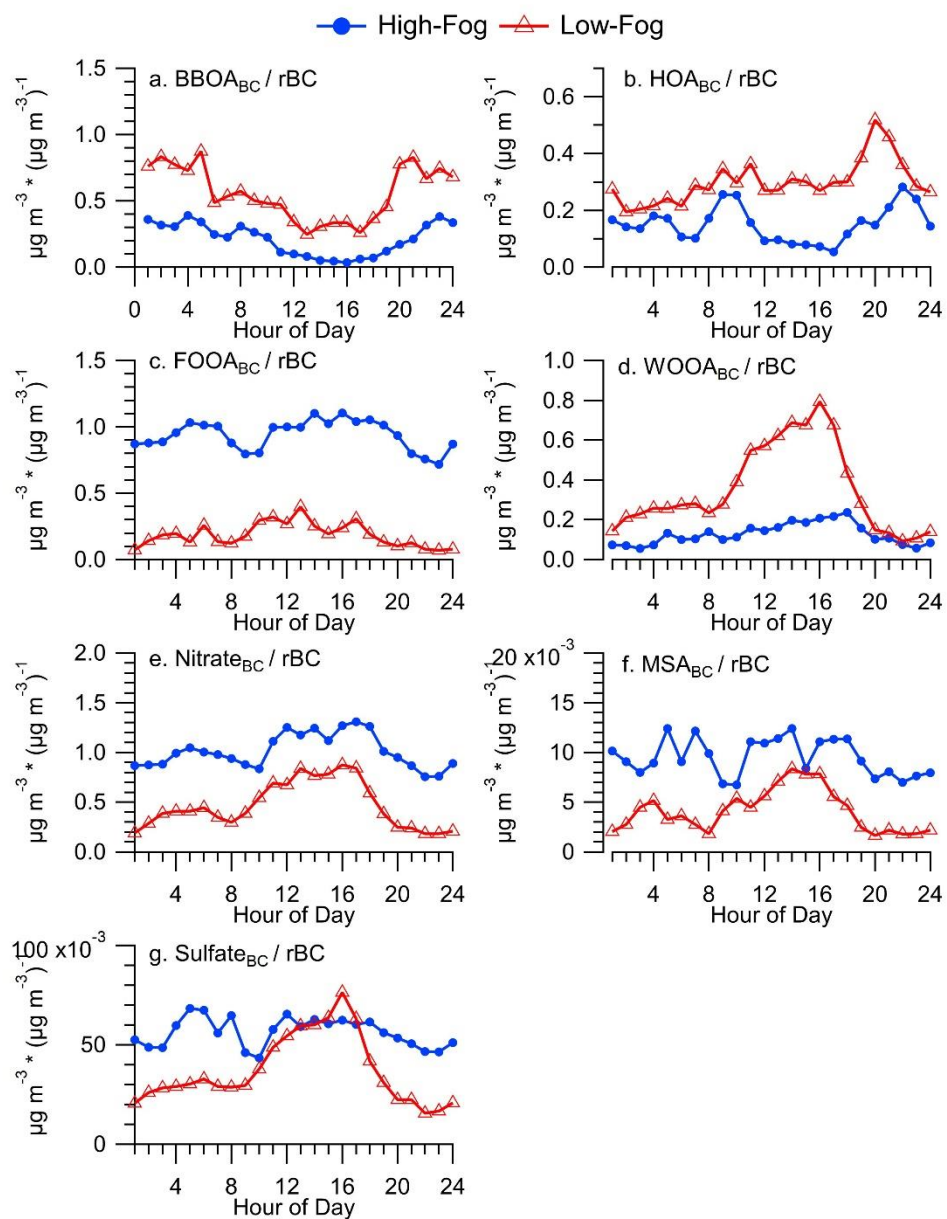 High-Fog Low-Fog
a. BBOA_BC / rBC
µg m⁻³* (µg m⁻³)⁻¹
1.5
1.0
0.5
0.0
0 4 8 12 16 20 24
Hour of Day
b. HOA_BC / rBC
µg m⁻³* (µg m⁻³)⁻¹
0.6
0.4
0.2
0.0
4 8 12 16 20 24
Hour of Day
c. FOOA_BC / rBC
µg m⁻³* (µg m⁻³)⁻¹
1.5
1.0
0.5
0.0
4 8 12 16 20 24
Hour of Day
d. WOOA_BC / rBC
µg m⁻³* (µg m⁻³)⁻¹
1.0
0.8
0.6
0.4
0.2
0.0
4 8 12 16 20 24
Hour of Day
e. Nitrate_BC / rBC
µg m⁻³* (µg m⁻³)⁻¹
2.0
1.5
1.0
0.5
0.0
4 8 12 16 20 24
Hour of Day
f. MSA_BC / rBC
µg m⁻³* (µg m⁻³)⁻¹
20 x10⁻³
15
10
5
0
4 8 12 16 20 24
Hour of Day
g. Sulfate_BC / rBC
µg m⁻³* (µg m⁻³)⁻¹
100 x10⁻³
50
0
4 8 12 16 20 24
Hour of Day